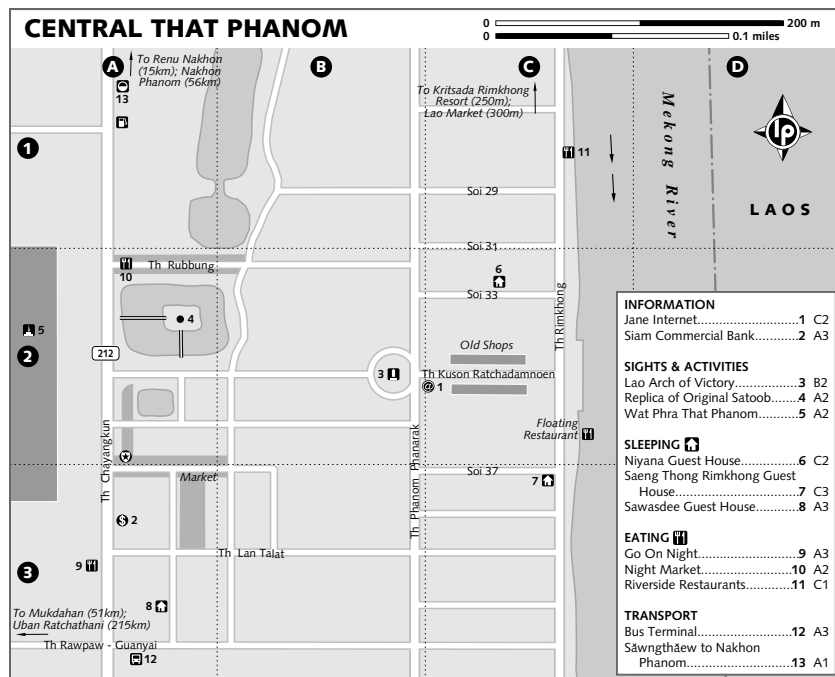 CENTRAL THAT PHANOM
0 200 m
0 0.1 miles
A
B
C
D
To Renu Nakhon
(15km); Nakhon
Phanom (56km)
13
To Kritsada Rimkhong
Resort (250m);
Lao Market (300m)
Mekong River
lp
LAOS
1
11
Soi 29
Soi 31
Th Rubbung
10
6
Soi 33
Th Rimkhong
4
5
2
212
Old Shops
3
Th Kuson Ratchadamnoen
@ 1
Floating
Restaurant
Th Chayangkun
Th Phanom Phanarak
Market
Soi 37
7
$ 2
Th Lan Talat
9
3
8
To Mukdahan (51km);
Uban Ratchathani (215km)
Th Rawpaw - Guanyai
12
INFORMATION
Jane Internet..............................1 C2
Siam Commercial Bank..............2 A3
SIGHTS & ACTIVITIES
Lao Arch of Victory....................3 B2
Replica of Original Satoob.........4 A2
Wat Phra That Phanom.............5 A2
SLEEPING
Niyana Guest House..................6 C2
Saeng Thong Rimkhong Guest
House....................................7 C3
Sawasdee Guest House.............8 A3
EATING
Go On Night............................9 A3
Night Market..........................10 A2
Riverside Restaurants..............11 C1
TRANSPORT
Bus Terminal...........................12 A3
Săwngthăew to Nakhon
Phanom................................13 A1